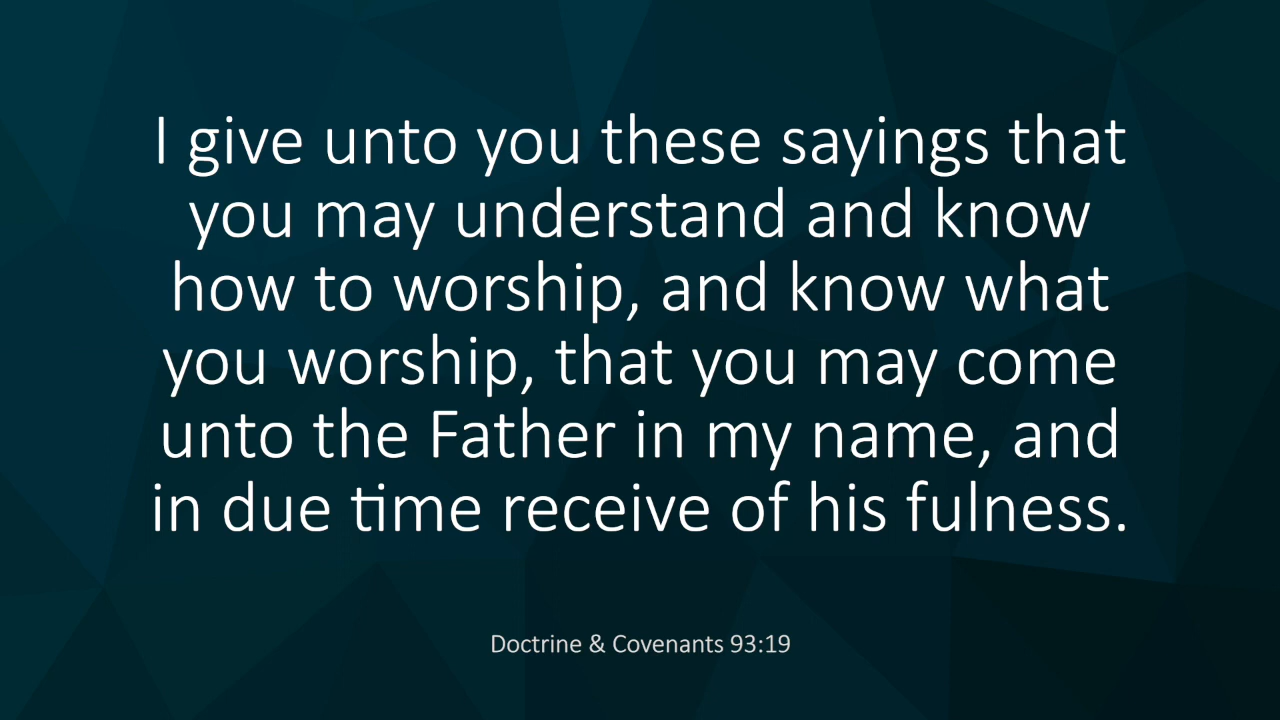 I give unto you these sayings that
you may understand and know
how to worship, and know what
you worship, that you may come
unto the Father in my name, and
in due time receive of his fulness.
Doctrine & Covenants 93:19